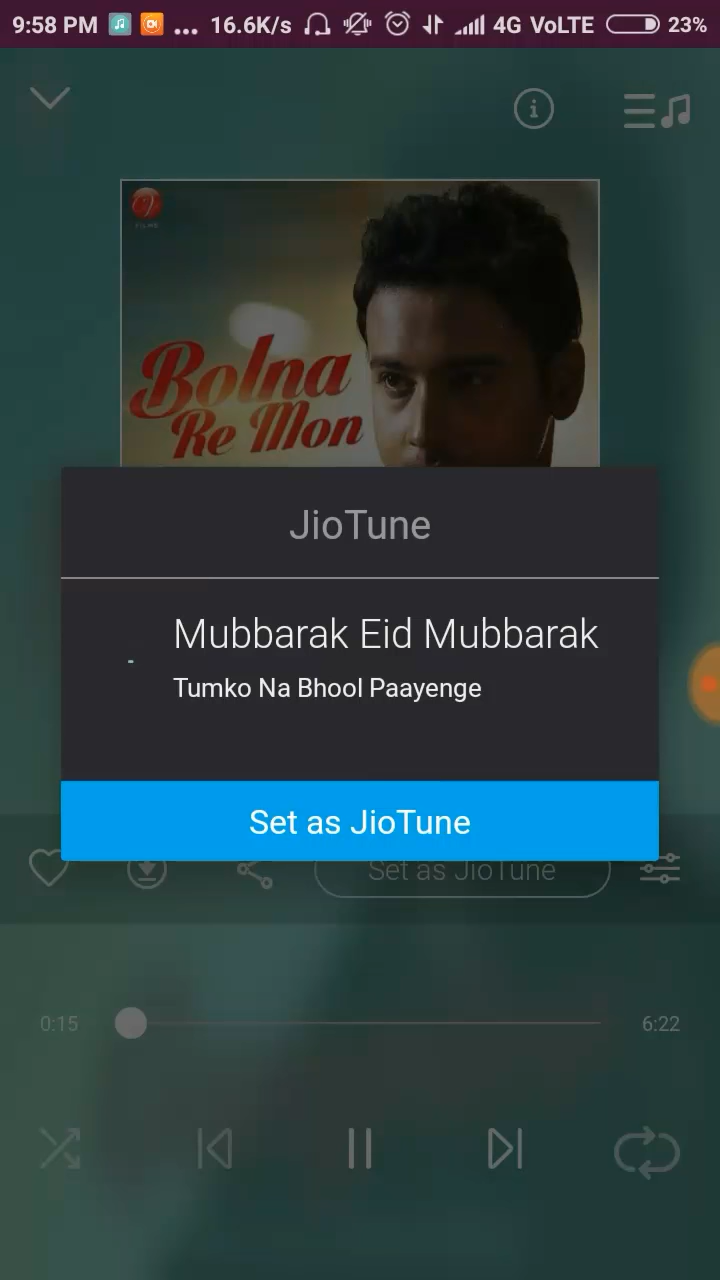 9:58 PM ... 16.6K/s 4G VoLTE 23%
FILMS
Bolna
Re Mon
JioTune
Mubbarak Eid Mubbarak
Tumko Na Bhool Paayenge
Set as JioTune
Set as JioTune
0:15 6:22